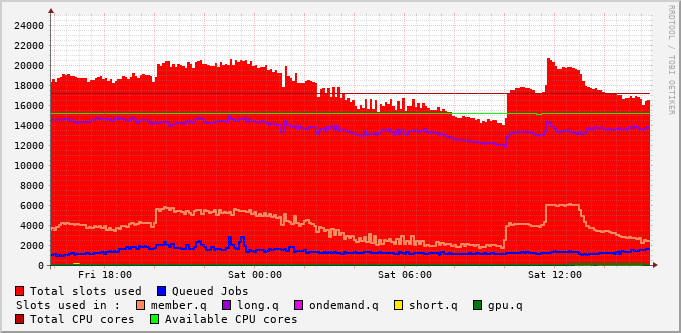 RRDTOOL / TOBI OETIKER
24000
22000
20000
18000
16000
14000
12000
10000
8000
6000
4000
2000
0
Fri 18:00 Sat 00:00 Sat 06:00 Sat 12:00
Total slots used Queued Jobs
Slots used in : member.q long.q ondemand.q short.q gpu.q
Total CPU cores Available CPU cores